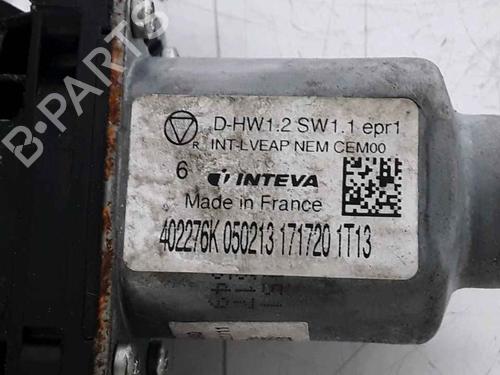 B-PARTS
D-HW1.2 SW1.1 epr1
R INT-LVEAP NEM CEM00
6 INTEVA
Made in France
402276K 050213 171720 1T13